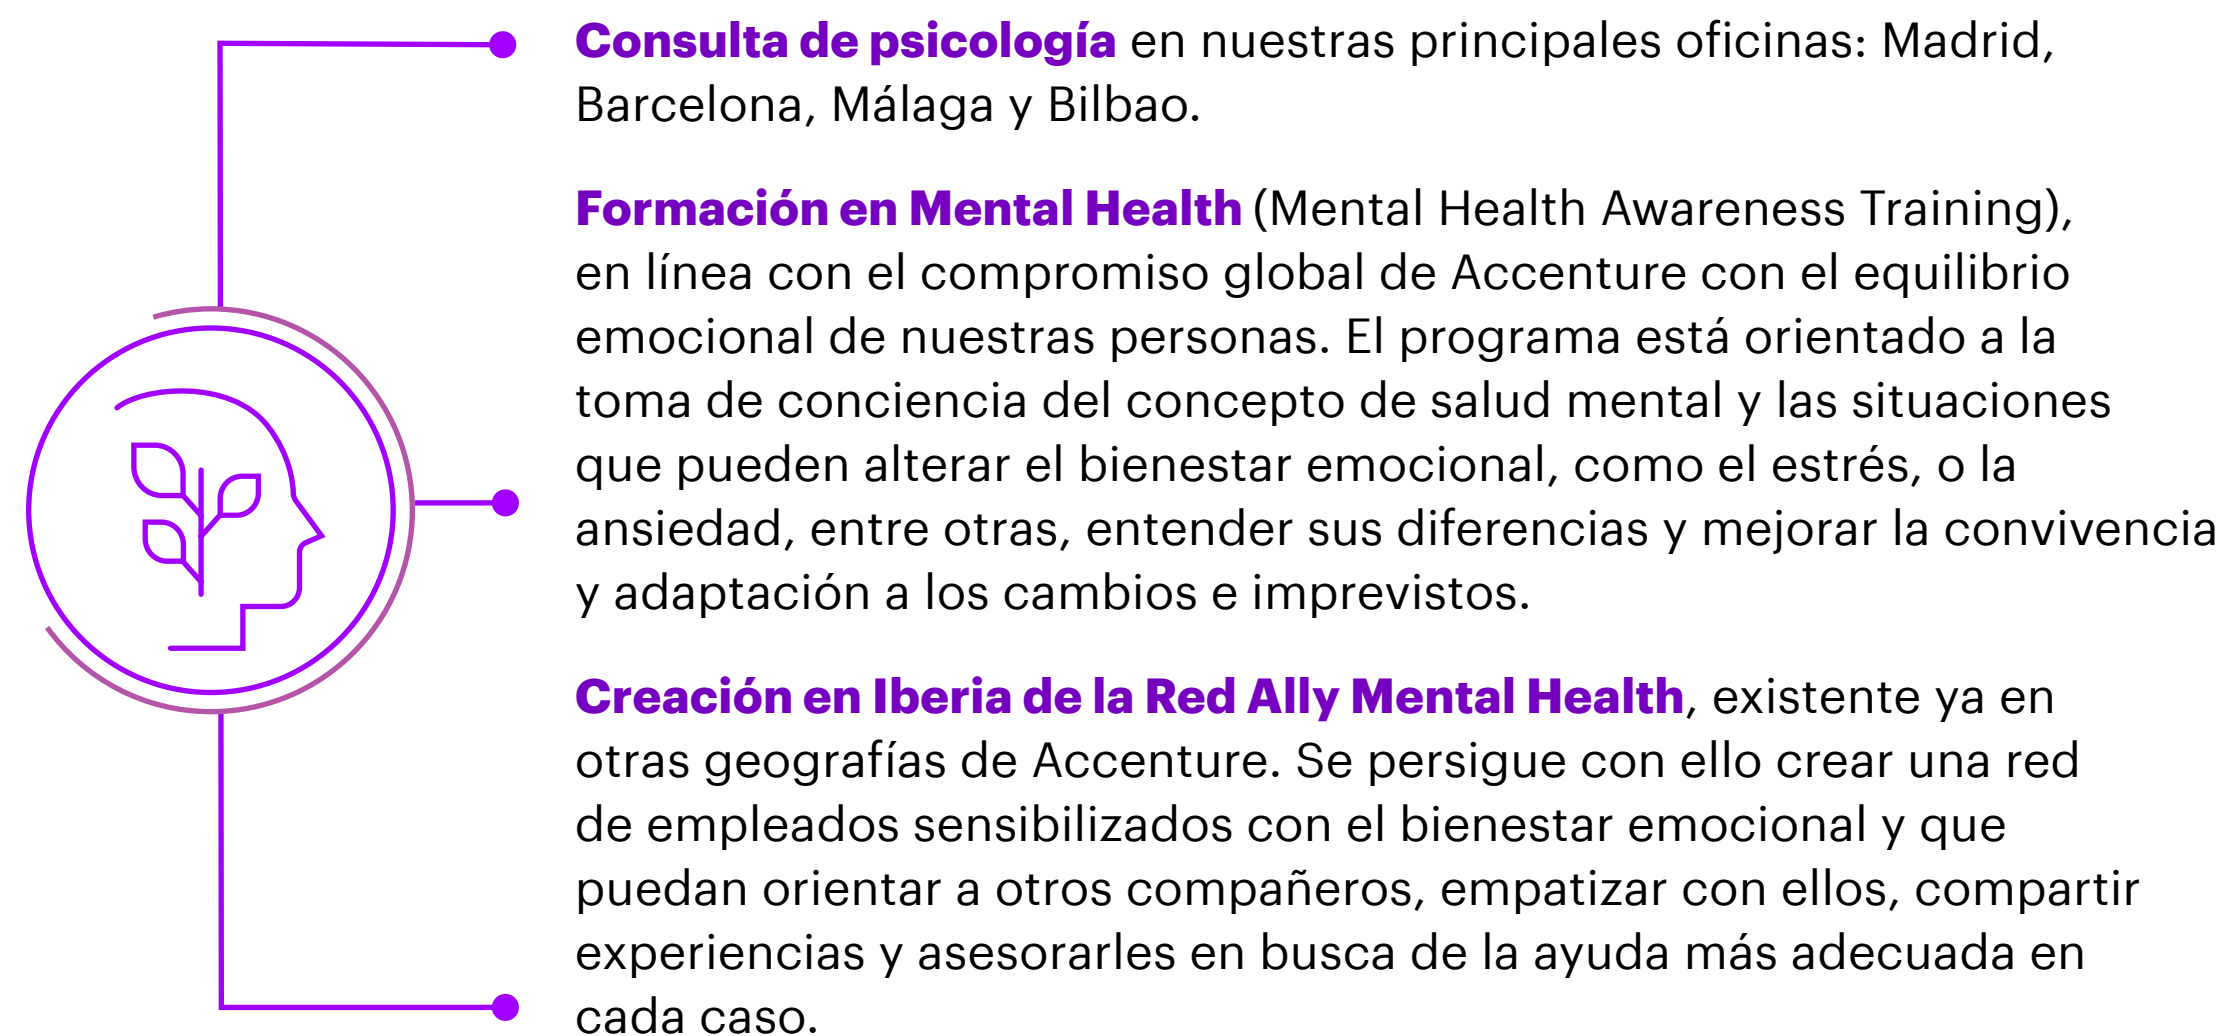 Consulta de psicología en nuestras principales oficinas: Madrid,
Barcelona, Málaga y Bilbao.
Formación en Mental Health (Mental Health Awareness Training),
en línea con el compromiso global de Accenture con el equilibrio
emocional de nuestras personas. El programa está orientado a la
toma de conciencia del concepto de salud mental y las situaciones
que pueden alterar el bienestar emocional, como el estrés, o la
ansiedad, entre otras, entender sus diferencias y mejorar la convivencia
y adaptación a los cambios e imprevistos.
Creación en Iberia de la Red Ally Mental Health, existente ya en
otras geografías de Accenture. Se persigue con ello crear una red
de empleados sensibilizados con el bienestar emocional y que
puedan orientar a otros compañeros, empatizar con ellos, compartir
experiencias y asesorarles en busca de la ayuda más adecuada en
cada caso.